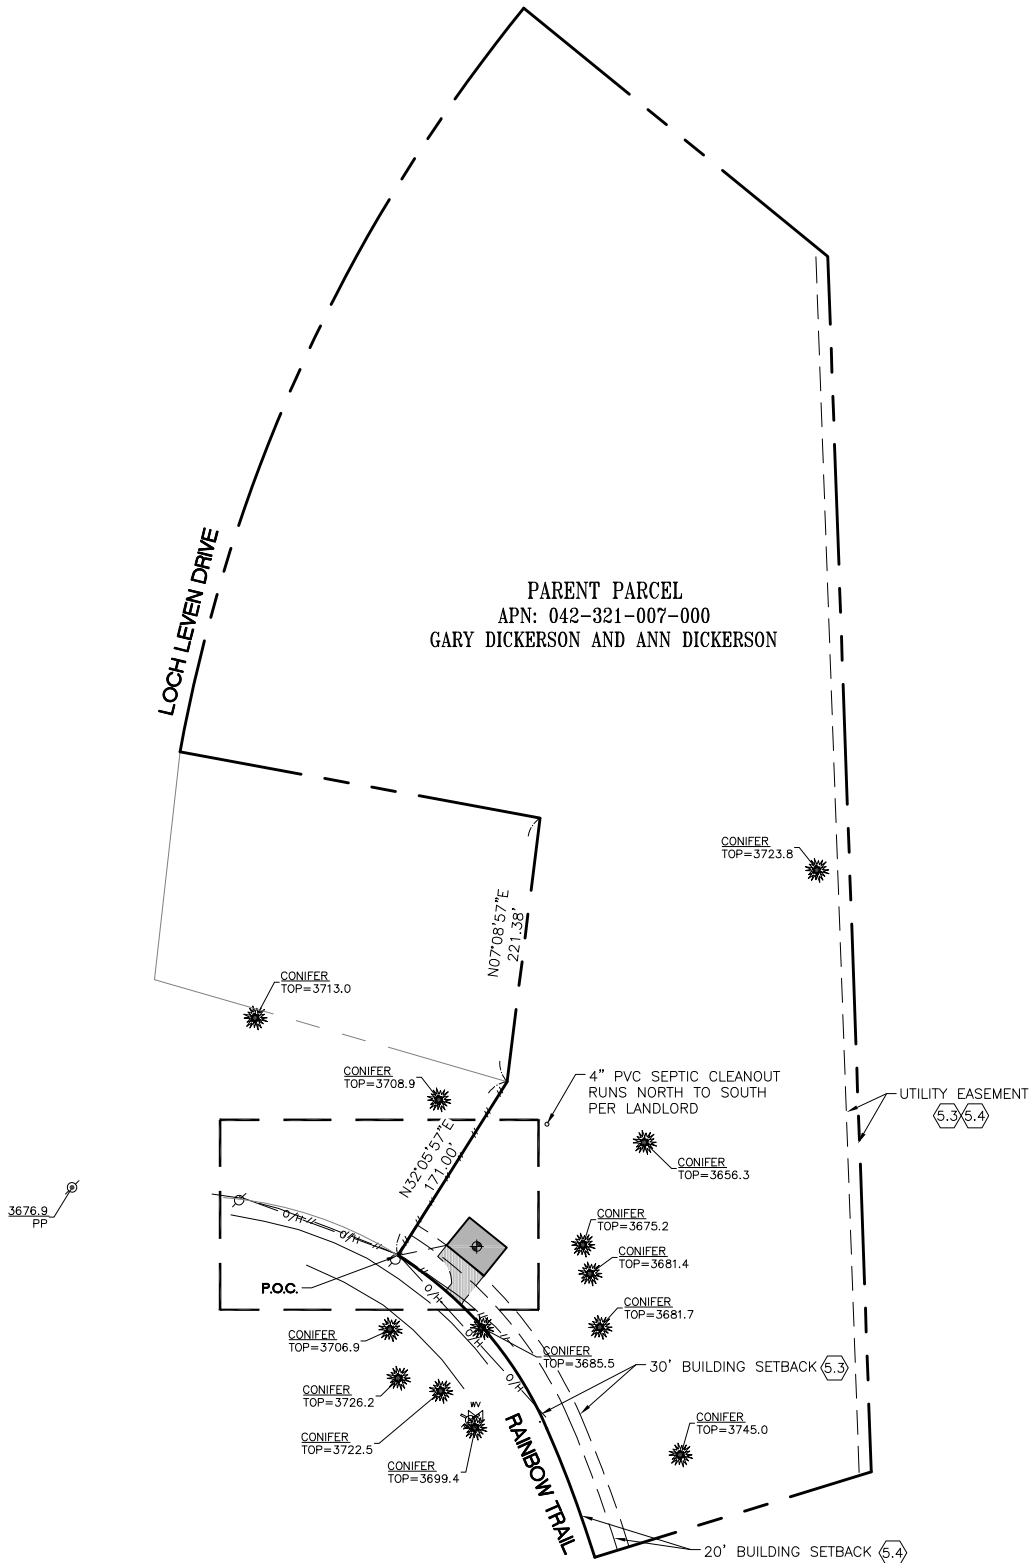 LOCH LEVEN DRIVE
PARENT PARCEL
APN: 042-321-007-000
GARY DICKERSON AND ANN DICKERSON
CONIFER
TOP=3723.8
N07°08'57"E
221.38'
CONIFER
TOP=3713.0
CONIFER
TOP=3708.9
4" PVC SEPTIC CLEANOUT
RUNS NORTH TO SOUTH
PER LANDLORD
UTILITY EASEMENT
5.3 5.4
N32°05'57"E
171.00'
CONIFER
TOP=3656.3
3676.9
PP
O/H
O/H
CONIFER
TOP=3675.2
CONIFER
TOP=3681.4
P.O.C.
O/H
CONIFER
TOP=3681.7
CONIFER
TOP=3706.9
O/H
CONIFER
TOP=3685.5
30' BUILDING SETBACK 5.3
O/H
CONIFER
TOP=3726.2
WV
CONIFER
TOP=3722.5
CONIFER
TOP=3699.4
RAINBOW TRAIL
CONIFER
TOP=3745.0
20' BUILDING SETBACK 5.4